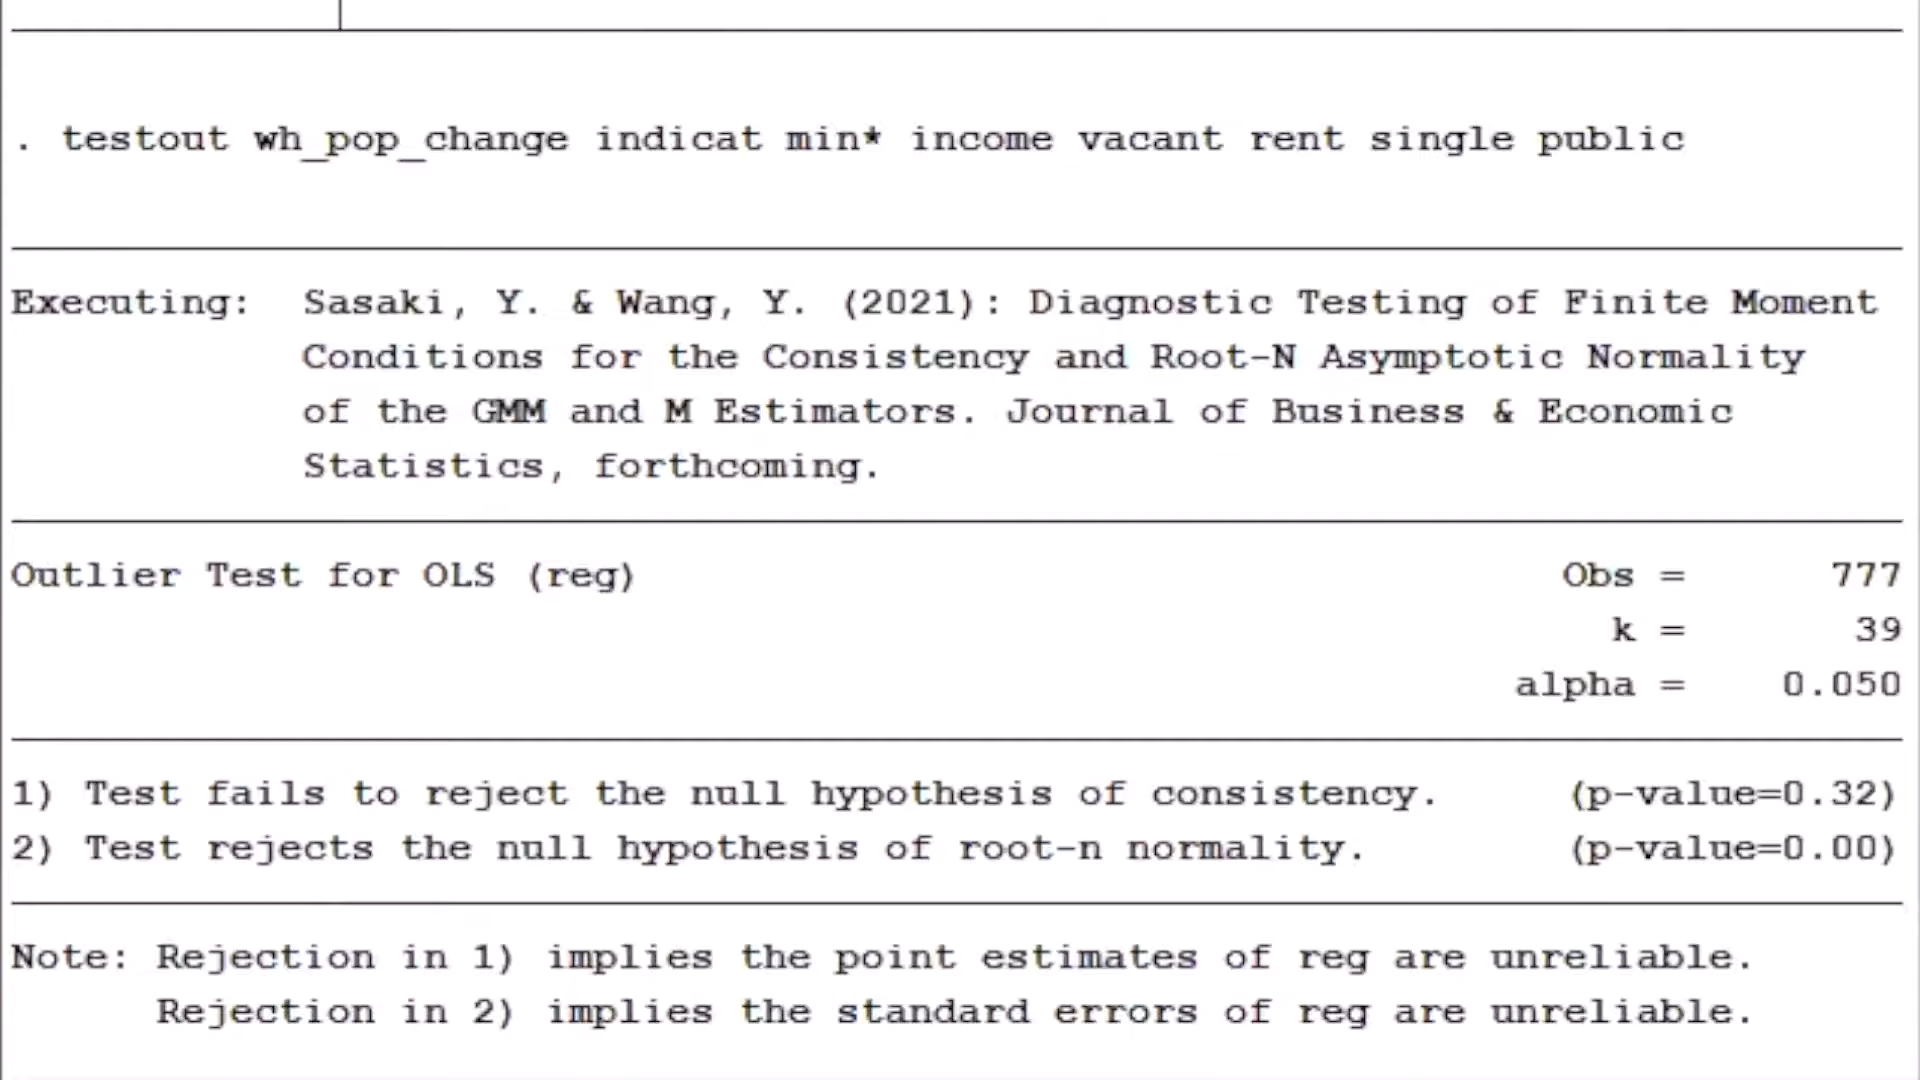 . testout wh_pop_change indicat min* income vacant rent single public
Executing: Sasaki, Y. & Wang, Y. (2021): Diagnostic Testing of Finite Moment
Conditions for the Consistency and Root-N Asymptotic Normality
of the GMM and M Estimators. Journal of Business & Economic
Statistics, forthcoming.
Outlier Test for OLS (reg) Obs = 777
k = 39
alpha = 0.050
1) Test fails to reject the null hypothesis of consistency. (p-value=0.32)
2) Test rejects the null hypothesis of root-n normality. (p-value=0.00)
Note: Rejection in 1) implies the point estimates of reg are unreliable.
Rejection in 2) implies the standard errors of reg are unreliable.